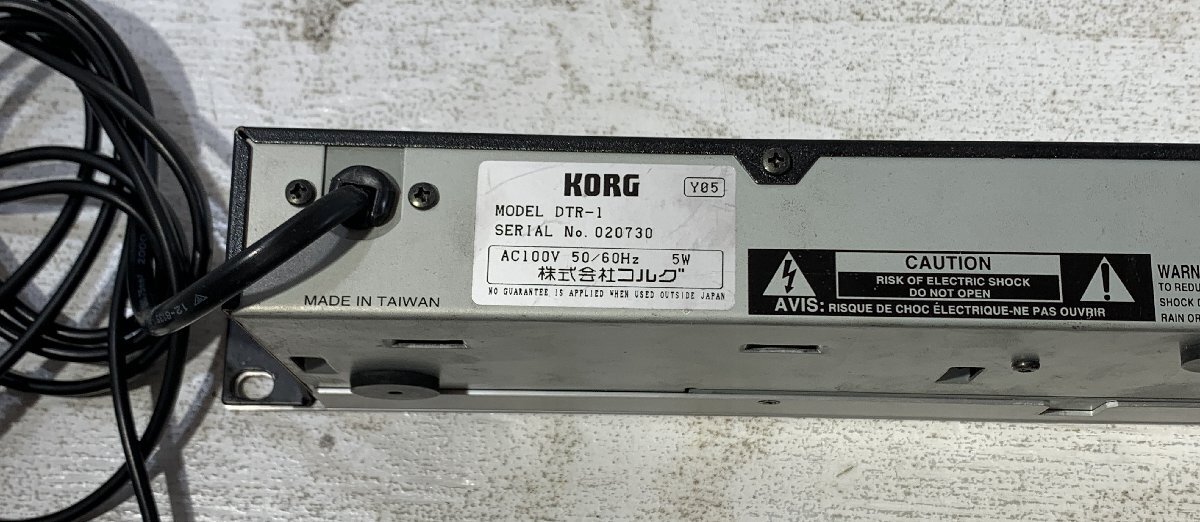 KORG
Y05
MODEL DTR-1
SERIAL No. 020730
AC100V 50/60Hz 5W
株式会社コルグ
NO GUARANTEE IS APPLIED WHEN USED OUTSIDE JAPAN
MADE IN TAIWAN
CAUTION
RISK OF ELECTRIC SHOCK
DO NOT OPEN
AVIS: RISQUE DE CHOC ÉLECTRIQUE-NE PAS OUVRIR
WARN
TO REDU
SHOCK D
RAIN OR